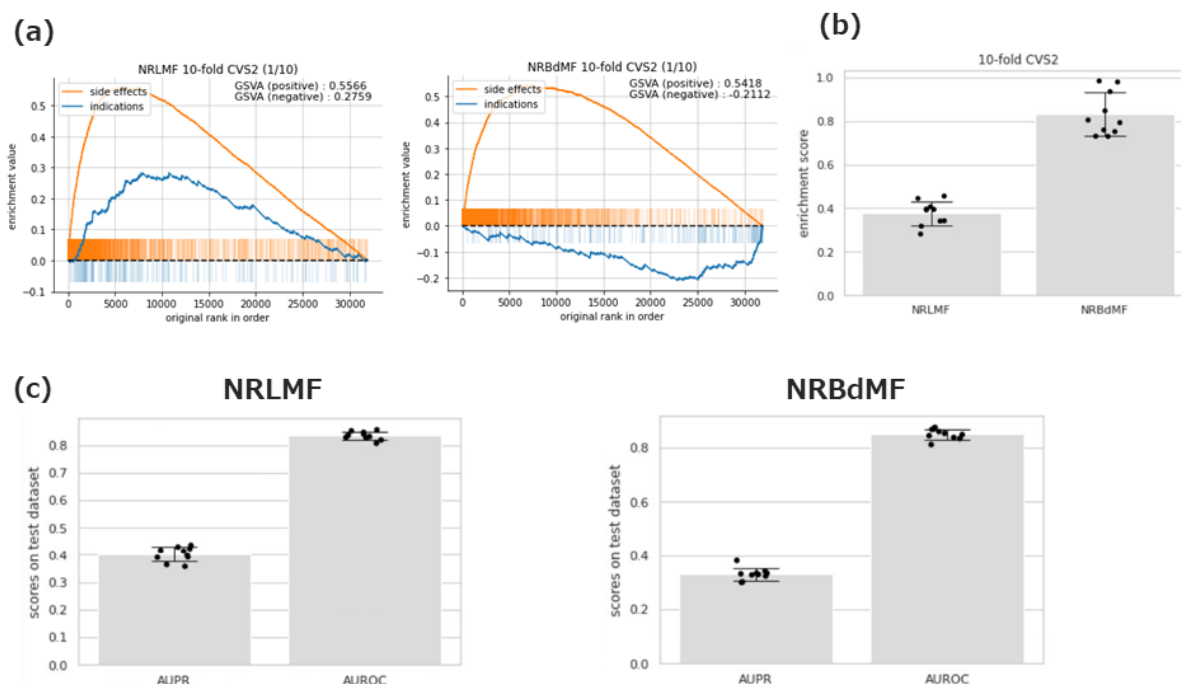 (a)
NRLMF 10-fold CVS2 (1/10)
GSVA (positive) : 0.5566
GSVA (negative) : 0.2759
side effects
indications
enrichment value
0.5
0.4
0.3
0.2
0.1
0.0
−0.1
0
5000
10000
15000
20000
25000
30000
original rank in order
NRBdMF 10-fold CVS2 (1/10)
GSVA (positive) : 0.5418
GSVA (negative) : -0.2112
side effects
indications
enrichment value
0.5
0.4
0.3
0.2
0.1
0.0
−0.1
−0.2
0
5000
10000
15000
20000
25000
30000
original rank in order
(b)
10-fold CVS2
enrichment score
1.0
0.8
0.6
0.4
0.2
0.0
NRLMF
NRBdMF
(c)
NRLMF
scores on test dataset
0.8
0.7
0.6
0.5
0.4
0.3
0.2
0.1
0.0
AUPR
AUROC
NRBdMF
scores on test dataset
0.8
0.6
0.4
0.2
0.0
AUPR
AUROC